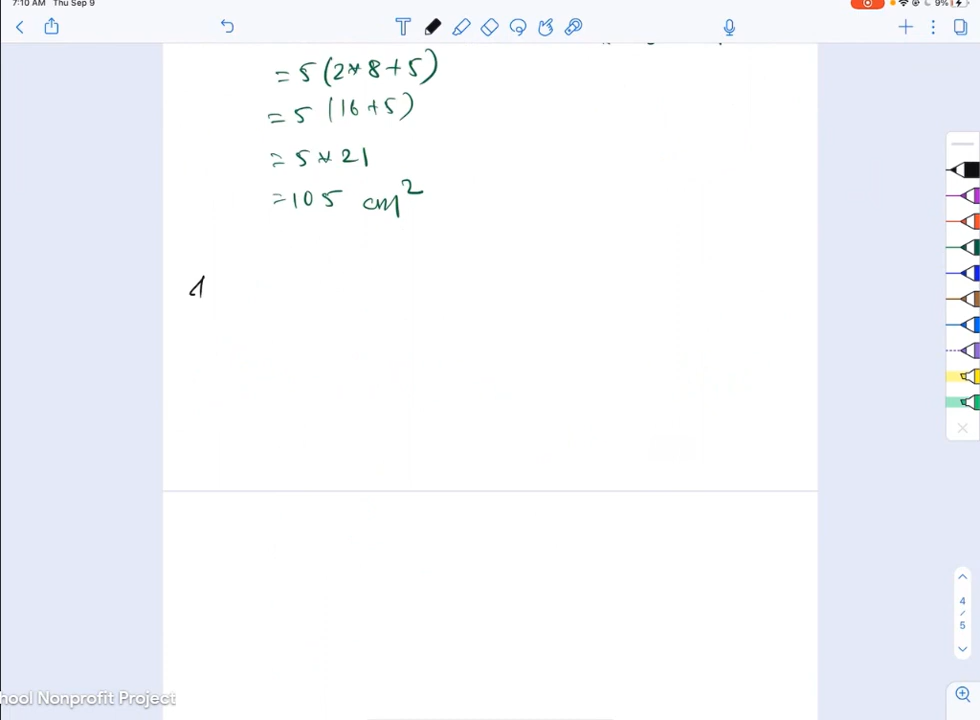 7:10 AM Thu Sep 9
9%
= 5 (2 * 8 + 5)
= 5 (16 + 5)
= 5 * 21
= 105 cm²
4
5
hool Nonprofit Project